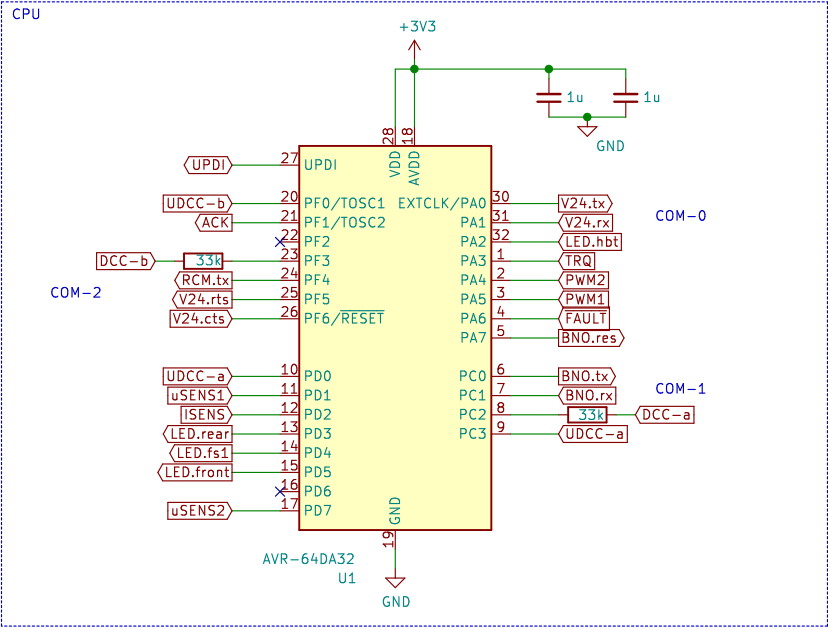 CPU
+3V3
1u
1u
GND
28
18
VDD
AVDD
UPDI
27
UPDI
UDCC-b
20
PF0/TOSC1
EXTCLK/PA0
30
V24.tx
ACK
21
PF1/TOSC2
PA1
31
V24.rx
COM-0
22
PF2
PA2
32
LED.hbt
DCC-b
33k
23
PF3
PA3
1
TRQ
RCM.tx
24
PF4
PA4
2
PWM2
COM-2
V24.rts
25
PF5
PA5
3
PWM1
V24.cts
26
PF6/RESET
PA6
4
FAULT
PA7
5
BNO.res
UDCC-a
10
PD0
PC0
6
BNO.tx
COM-1
uSENS1
11
PD1
PC1
7
BNO.rx
ISENS
12
PD2
PC2
8
33k
DCC-a
LED.rear
13
PD3
PC3
9
UDCC-a
LED.fs1
14
PD4
LED.front
15
PD5
16
PD6
uSENS2
17
PD7
GND
19
AVR-64DA32
U1
GND